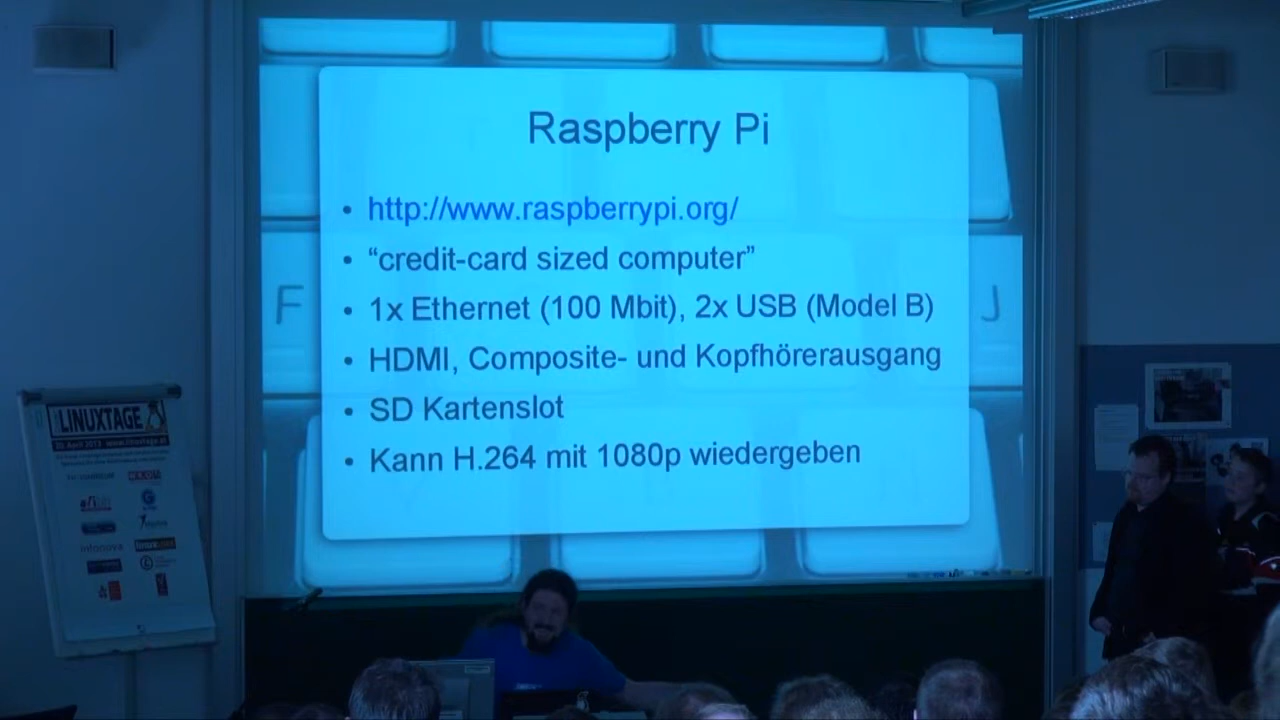 Raspberry Pi
• http://www.raspberrypi.org/
• “credit-card sized computer”
• 1x Ethernet (100 Mbit), 2x USB (Model B)
• HDMI, Composite- und Kopfhörerausgang
• SD Kartenslot
• Kann H.264 mit 1080p wiedergeben
F
J
LINUXTAGE
infonova